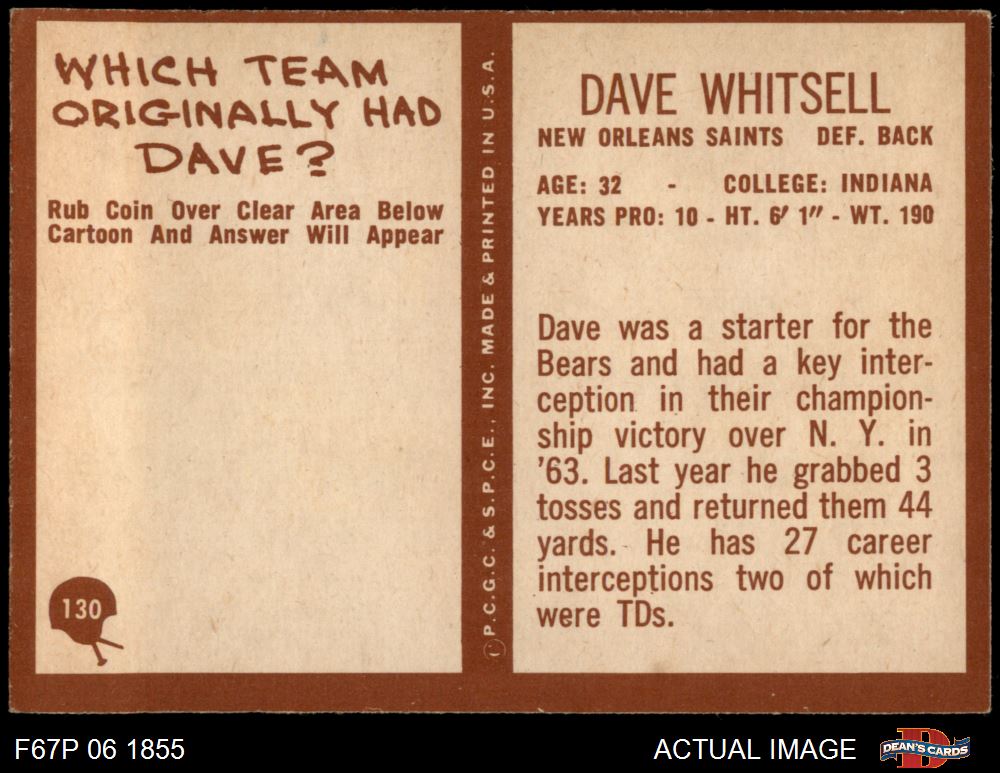 WHICH TEAM
ORIGINALLY HAD
DAVE?
Rub Coin Over Clear Area Below
Cartoon And Answer Will Appear
130
©P.C.G.C. & S.P.C.E., INC. MADE & PRINTED IN U.S.A.
DAVE WHITSELL
NEW ORLEANS SAINTS DEF. BACK
AGE: 32 - COLLEGE: INDIANA
YEARS PRO: 10 - HT. 6' 1" - WT. 190
Dave was a starter for the
Bears and had a key inter-
ception in their champion-
ship victory over N. Y. in
'63. Last year he grabbed 3
tosses and returned them 44
yards. He has 27 career
interceptions two of which
were TDs.
F67P 06 1855
ACTUAL IMAGE
DEAN'S CARDS